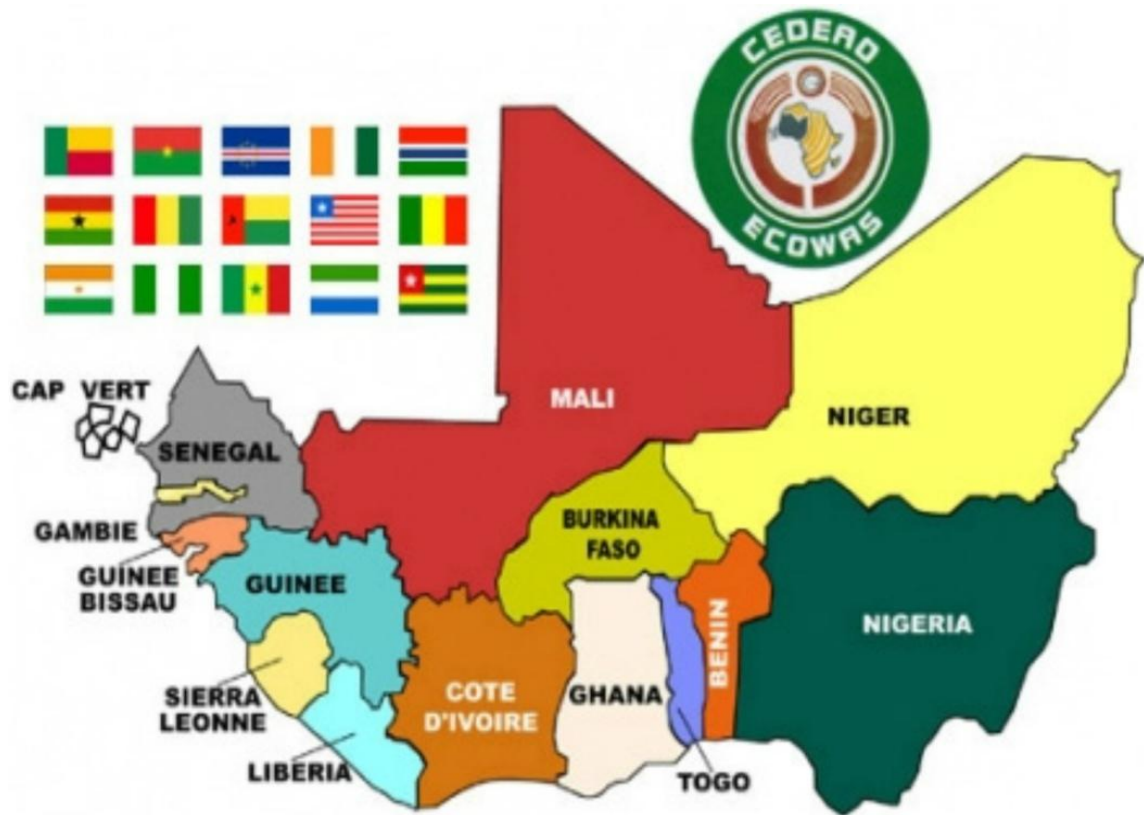 CEDEAO
ECOWAS
CAP VERT
MALI
NIGER
SENEGAL
GAMBIE
BURKINA
FASO
GUINEE
BISSAU
GUINEE
BENIN
NIGERIA
SIERRA
LEONNE
COTE
D'IVOIRE
GHANA
LIBERIA
TOGO